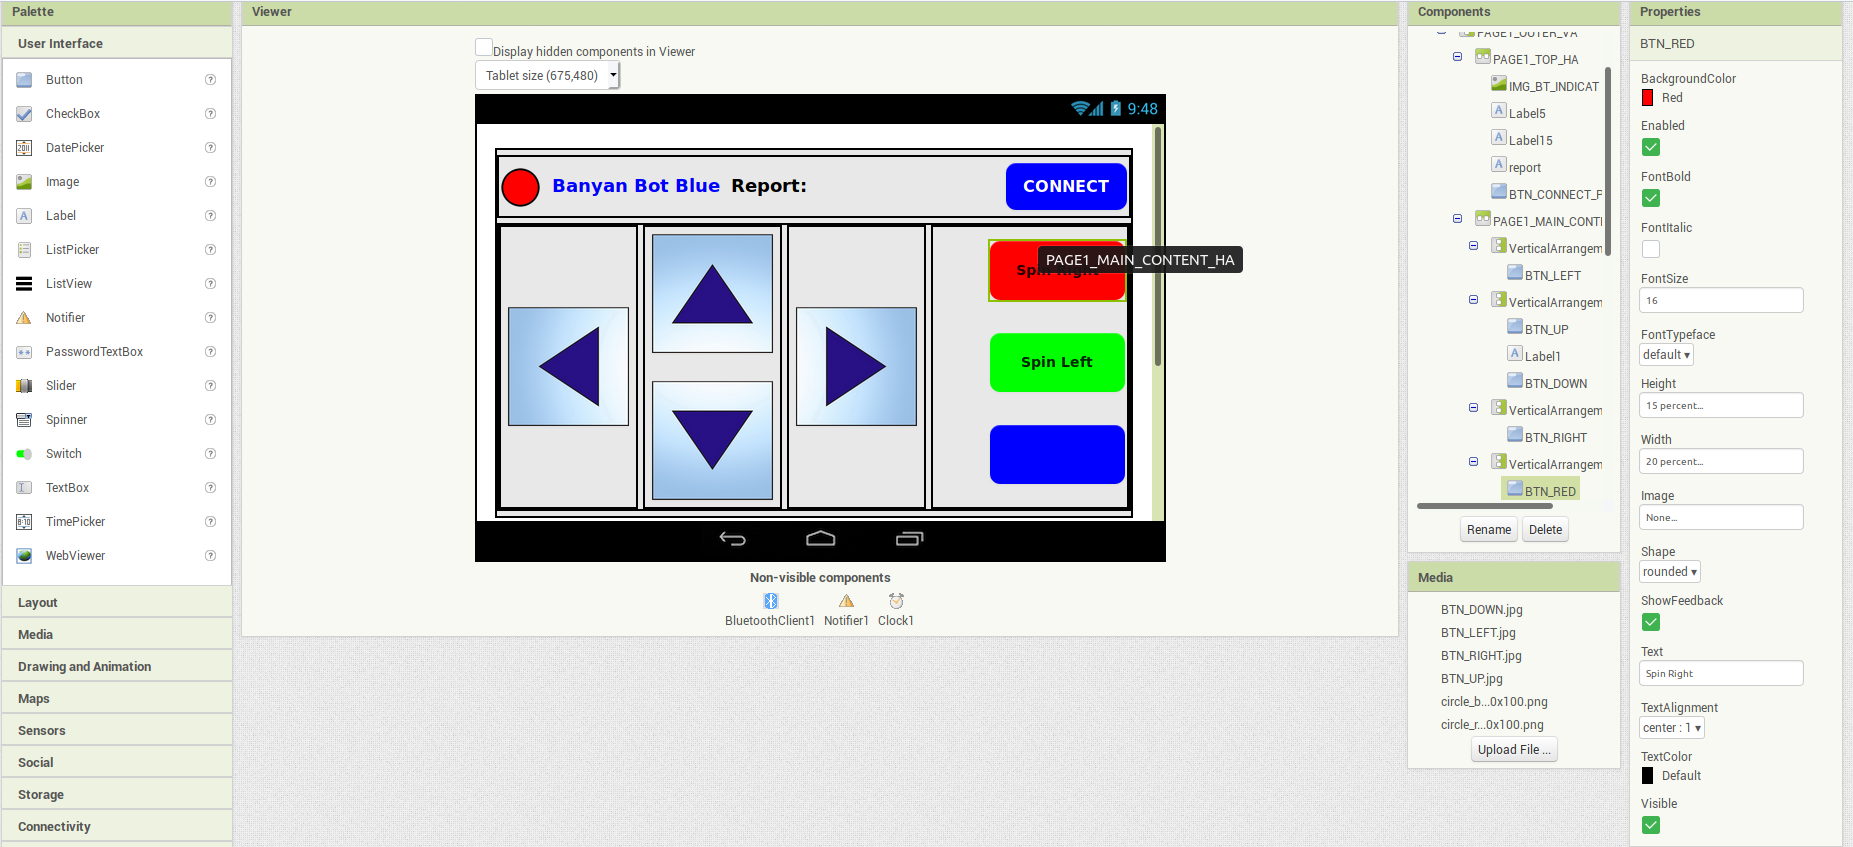 Palette
User Interface
Button
CheckBox
DatePicker
Image
Label
ListPicker
ListView
Notifier
PasswordTextBox
Slider
Spinner
Switch
TextBox
TimePicker
WebViewer
Layout
Media
Drawing and Animation
Maps
Sensors
Social
Storage
Connectivity
Viewer
Display hidden components in Viewer
Tablet size (675,480)
9:48
Banyan Bot Blue Report:
CONNECT
Spin Right
PAGE1_MAIN_CONTENT_HA
Spin Left
Non-visible components
BluetoothClient1 Notifier1 Clock1
Components
PAGE1_OUTER_VA
PAGE1_TOP_HA
IMG_BT_INDICAT
Label5
Label15
report
BTN_CONNECT_F
PAGE1_MAIN_CONTI
VerticalArrangem
BTN_LEFT
VerticalArrangem
BTN_UP
Label1
BTN_DOWN
VerticalArrangem
BTN_RIGHT
VerticalArrangem
BTN_RED
Rename Delete
Media
BTN_DOWN.jpg
BTN_LEFT.jpg
BTN_RIGHT.jpg
BTN_UP.jpg
circle_b...0x100.png
circle_r...0x100.png
Upload File ...
Properties
BTN_RED
BackgroundColor
Red
Enabled
FontBold
FontItalic
FontSize
16
FontTypeface
default
Height
15 percent...
Width
20 percent...
Image
None...
Shape
rounded
ShowFeedback
Text
Spin Right
TextAlignment
center : 1
TextColor
Default
Visible